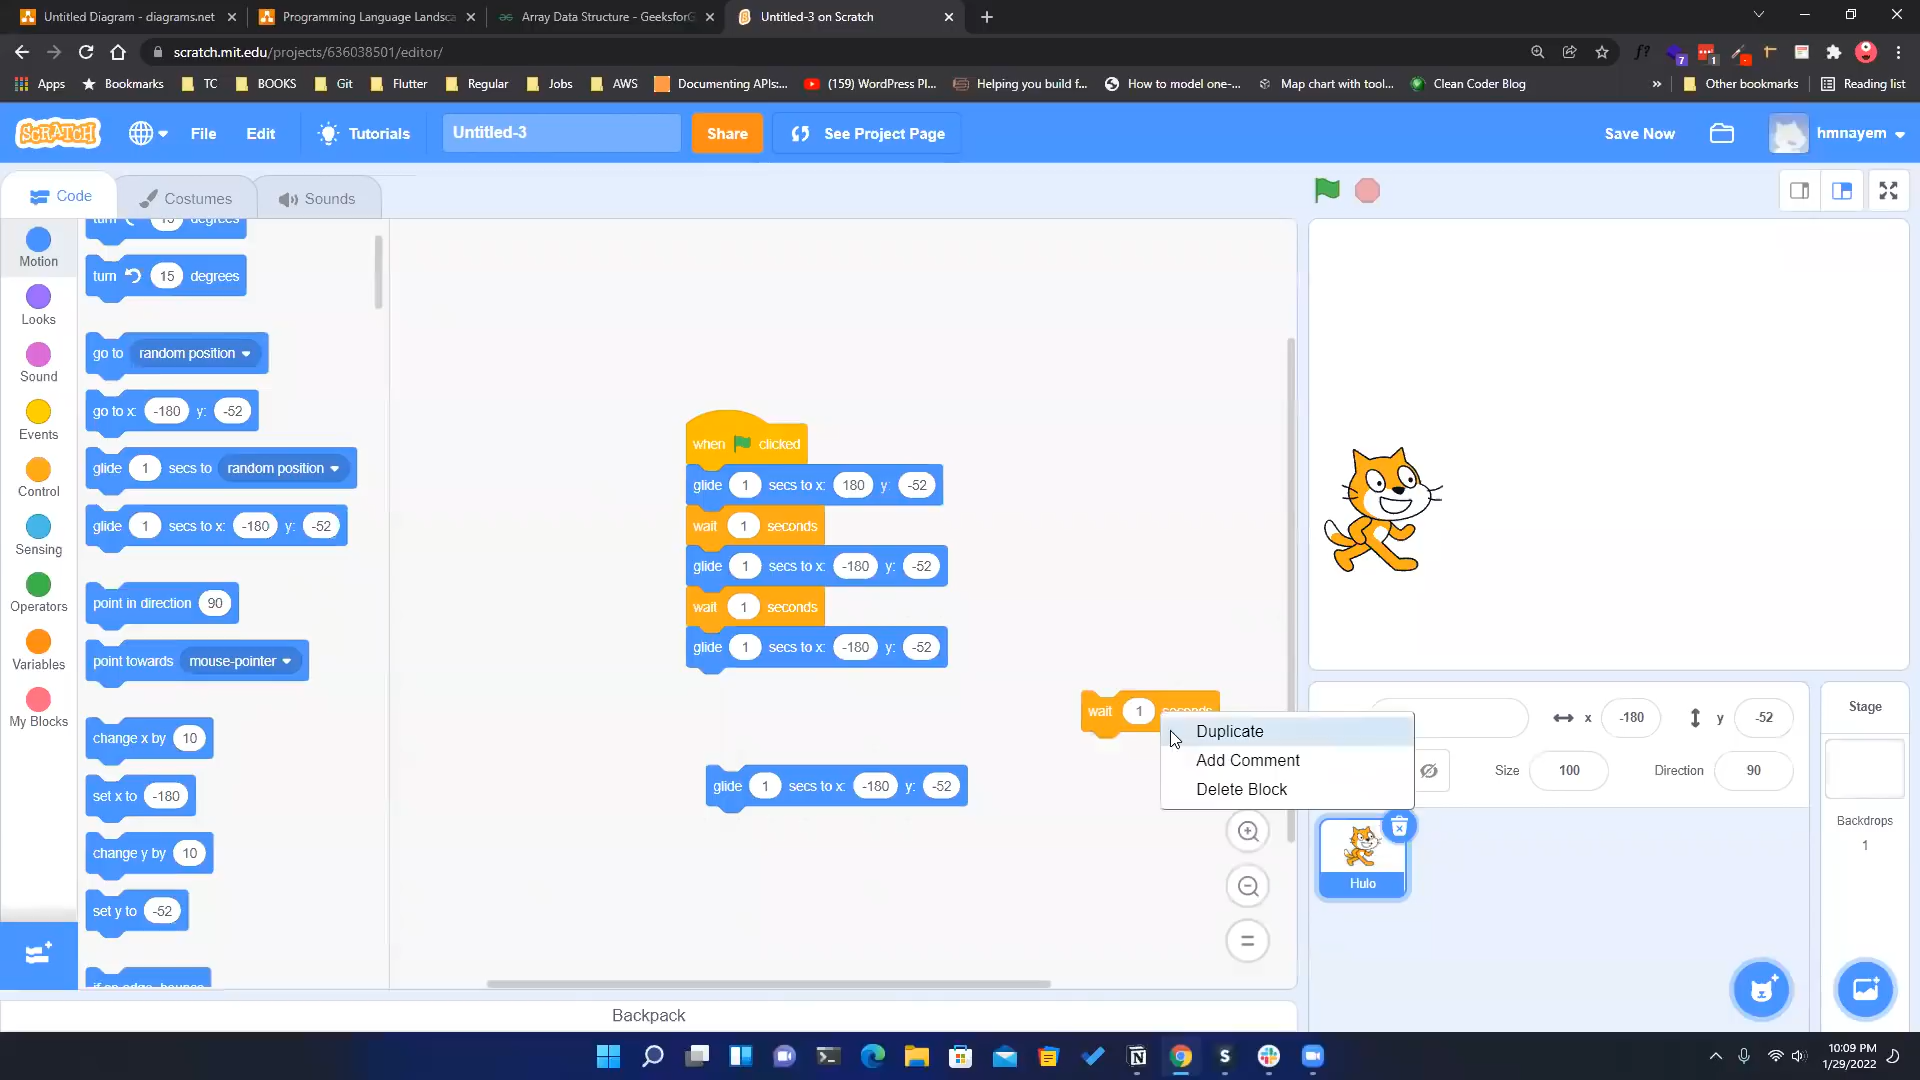 Untitled Diagram - diagrams.net
Programming Language Landsca
Array Data Structure - GeeksforG
Untitled-3 on Scratch
scratch.mit.edu/projects/636038501/editor/
Apps
Bookmarks
TC
BOOKS
Git
Flutter
Regular
Jobs
AWS
Documenting APIs:...
(159) WordPress Pl...
Helping you build f...
How to model one-...
Map chart with tool...
Clean Coder Blog
»
Other bookmarks
Reading list
SCRATCH
File
Edit
Tutorials
Untitled-3
Share
See Project Page
Save Now
hmnayem
Code
Costumes
Sounds
Motion
Looks
Sound
Events
Control
Sensing
Operators
Variables
My Blocks
turn 15 degrees
turn 15 degrees
go to random position
go to x: -180 y: -52
glide 1 secs to random position
glide 1 secs to x: -180 y: -52
point in direction 90
point towards mouse-pointer
change x by 10
set x to -180
change y by 10
set y to -52
if on edge, bounce
when clicked
glide 1 secs to x: 180 y: -52
wait 1 seconds
glide 1 secs to x: -180 y: -52
wait 1 seconds
glide 1 secs to x: -180 y: -52
wait 1 seconds
glide 1 secs to x: -180 y: -52
Duplicate
Add Comment
Delete Block
x -180
y -52
Size 100
Direction 90
Hulo
Stage
Backdrops
1
Backpack
10:09 PM
1/29/2022